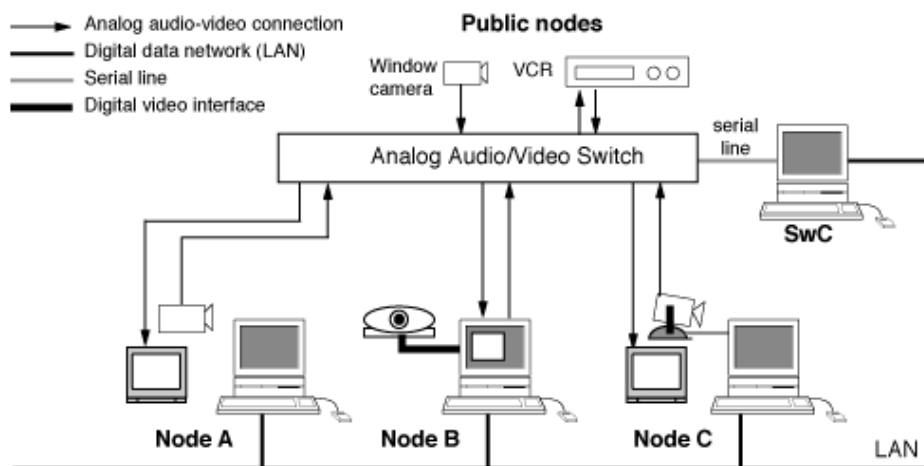 Analog audio-video connection
Digital data network (LAN)
Serial line
Digital video interface
Public nodes
Window
camera
VCR
Analog Audio/Video Switch
serial
line
SwC
Node A
Node B
Node C
LAN